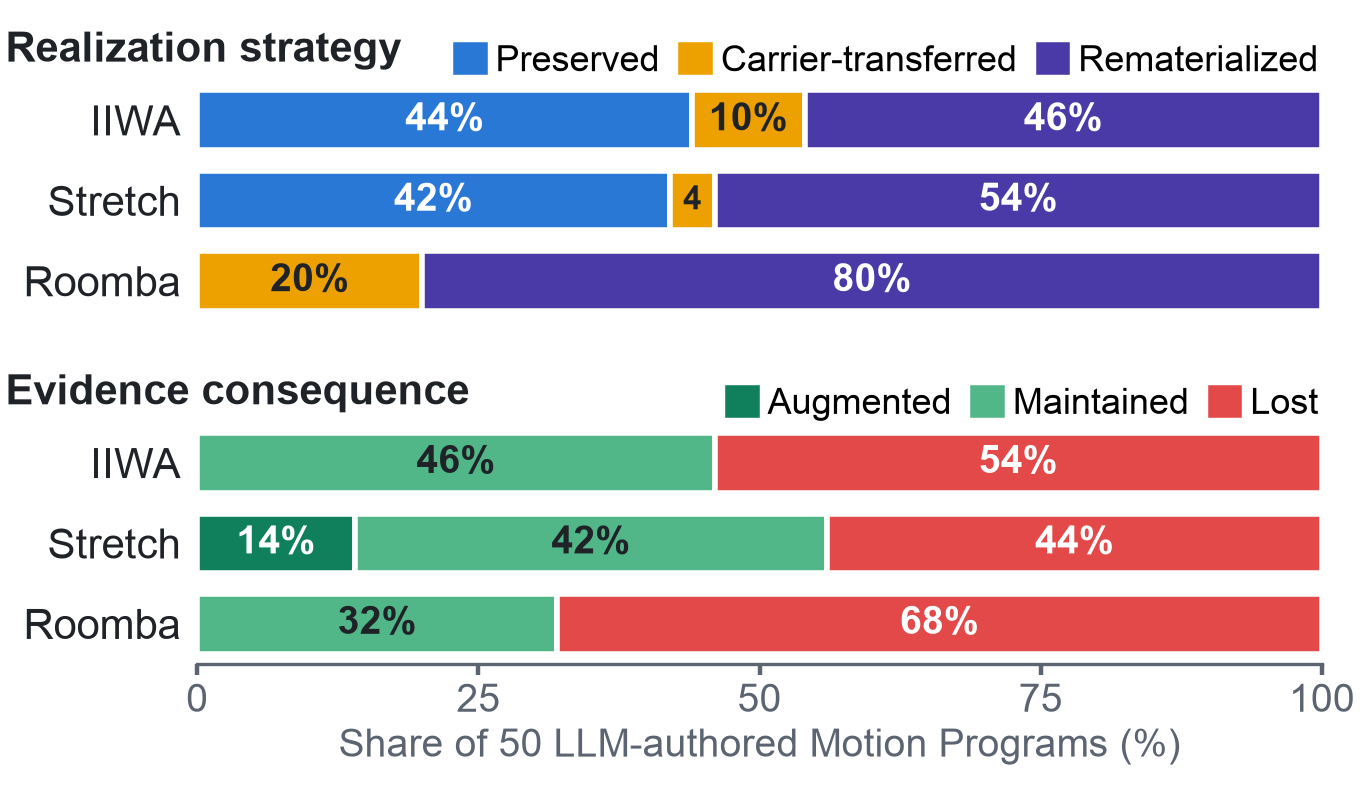 Realization strategy
Preserved Carrier-transferred Rematerialized
IIWA 44% 10% 46%
Stretch 42% 4 54%
Roomba 20% 80%
Evidence consequence
Augmented Maintained Lost
IIWA 46% 54%
Stretch 14% 42% 44%
Roomba 32% 68%
0 25 50 75 100
Share of 50 LLM-authored Motion Programs (%)